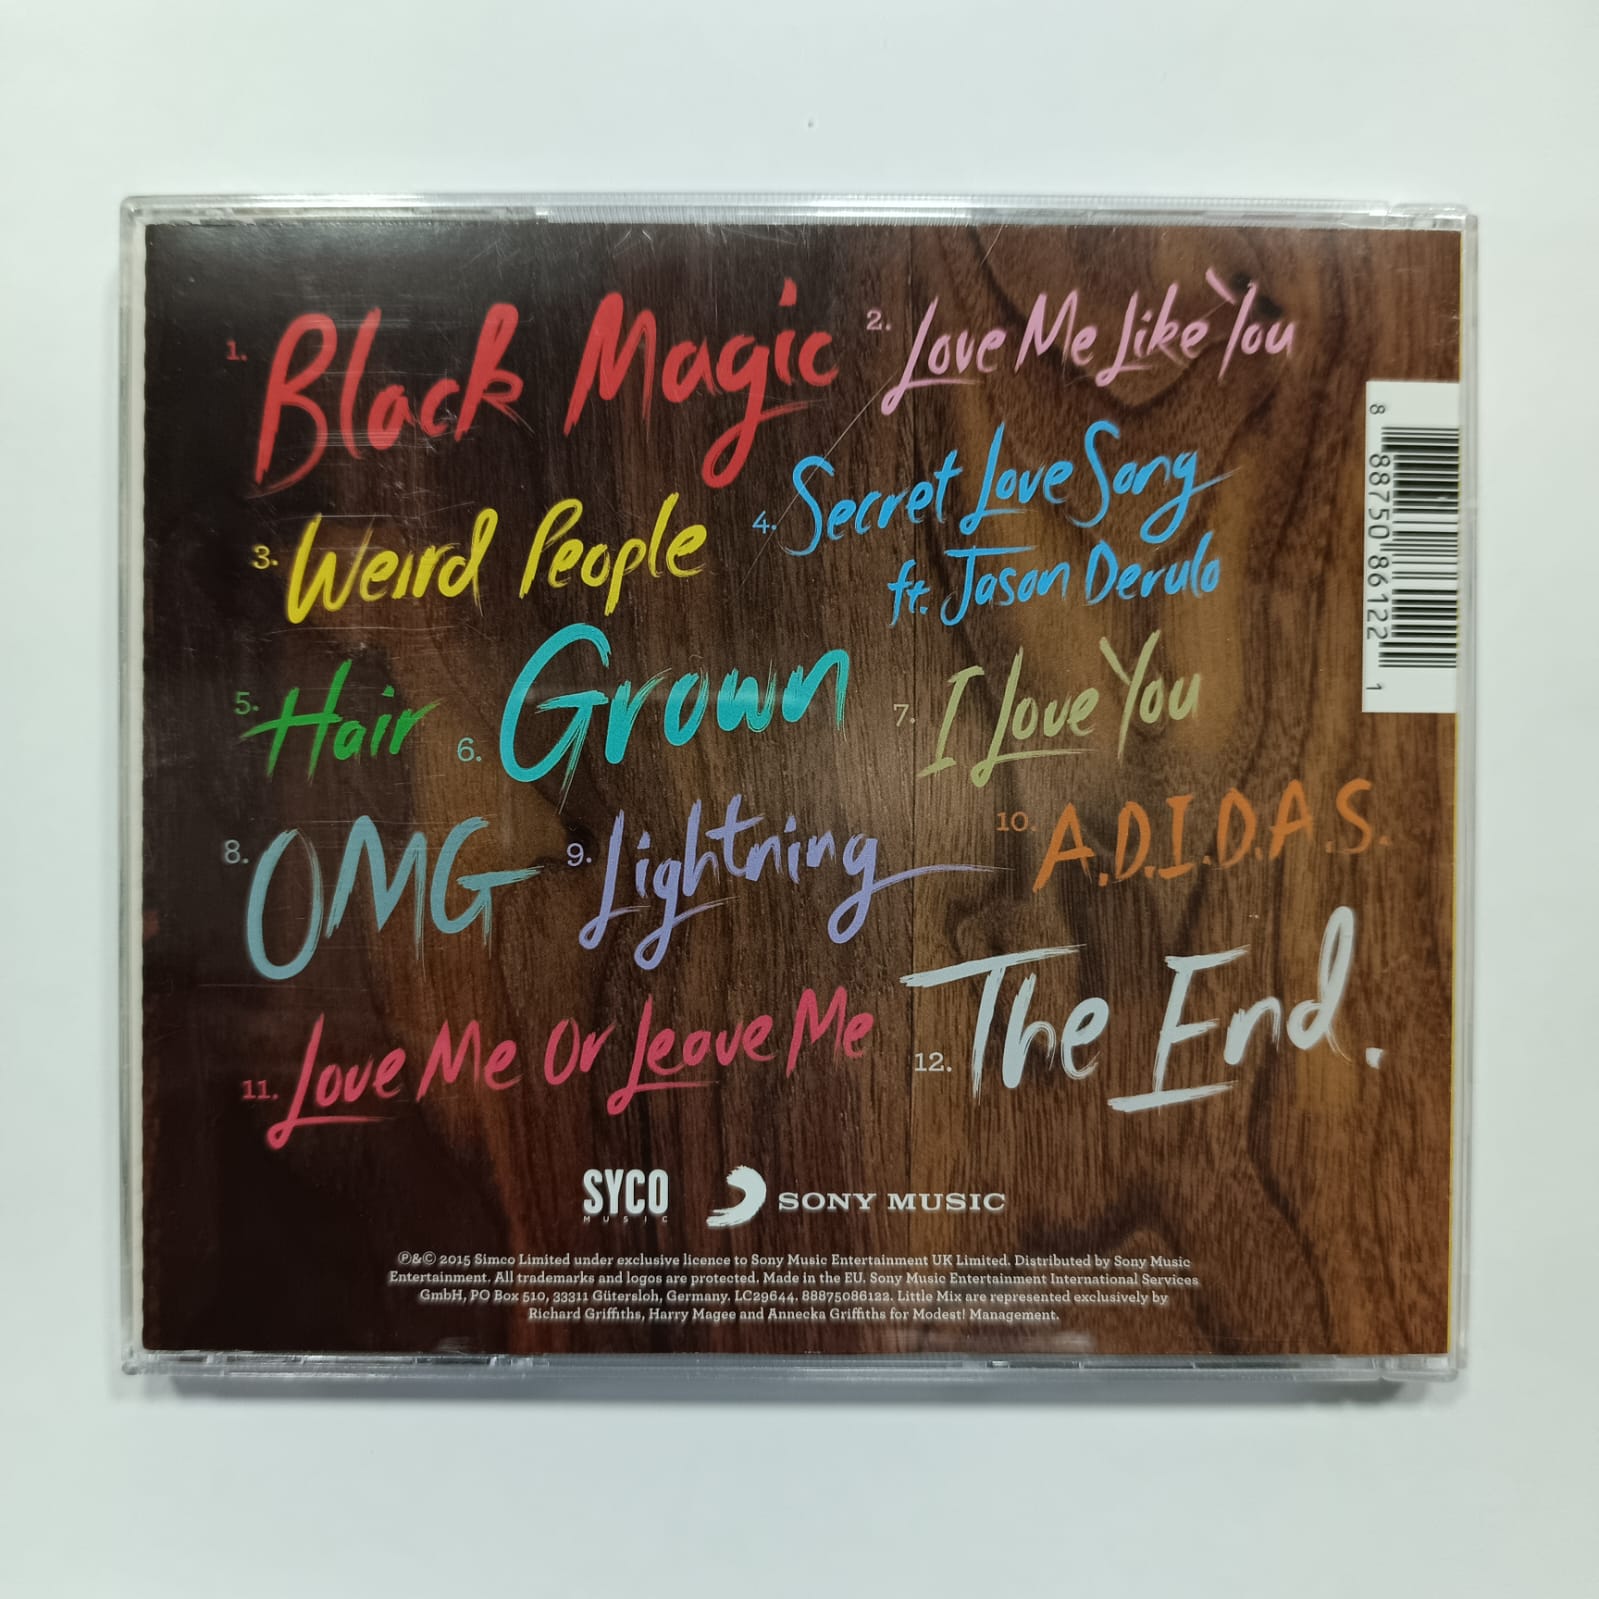 1. Black Magic
2. Love Me Like You
3. Weird People
4. Secret Love Song
ft. Jason Derulo
5. Hair
6. Grown
7. I Love You
8. OMG
9. Lightning
10. A.D.I.D.A.S.
11. Love Me Or Leave Me
12. The End.
8 88750 86122 1
SYCO
MUSIC
SONY MUSIC
℗&© 2015 Simco Limited under exclusive licence to Sony Music Entertainment UK Limited. Distributed by Sony Music
Entertainment. All trademarks and logos are protected. Made in the EU. Sony Music Entertainment International Services
GmbH, PO Box 510, 33311 Gütersloh, Germany. LC29644. 88875086122. Little Mix are represented exclusively by
Richard Griffiths, Harry Magee and Annecka Griffiths for Modest! Management.